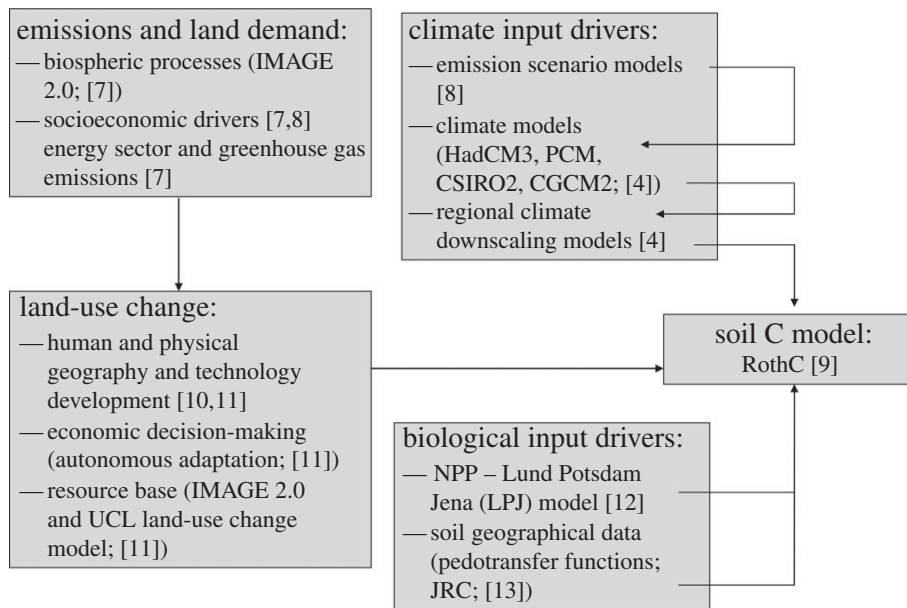 emissions and land demand:
— biospheric processes (IMAGE
2.0; [7])
— socioeconomic drivers [7,8]
energy sector and greenhouse gas
emissions [7]
climate input drivers:
— emission scenario models
[8]
— climate models
(HadCM3, PCM,
CSIRO2, CGCM2; [4])
— regional climate
downscaling models [4]
land-use change:
— human and physical
geography and technology
development [10,11]
— economic decision-making
(autonomous adaptation; [11])
— resource base (IMAGE 2.0
and UCL land-use change
model; [11])
soil C model:
RothC [9]
biological input drivers:
— NPP – Lund Potsdam
Jena (LPJ) model [12]
— soil geographical data
(pedotransfer functions;
JRC; [13])